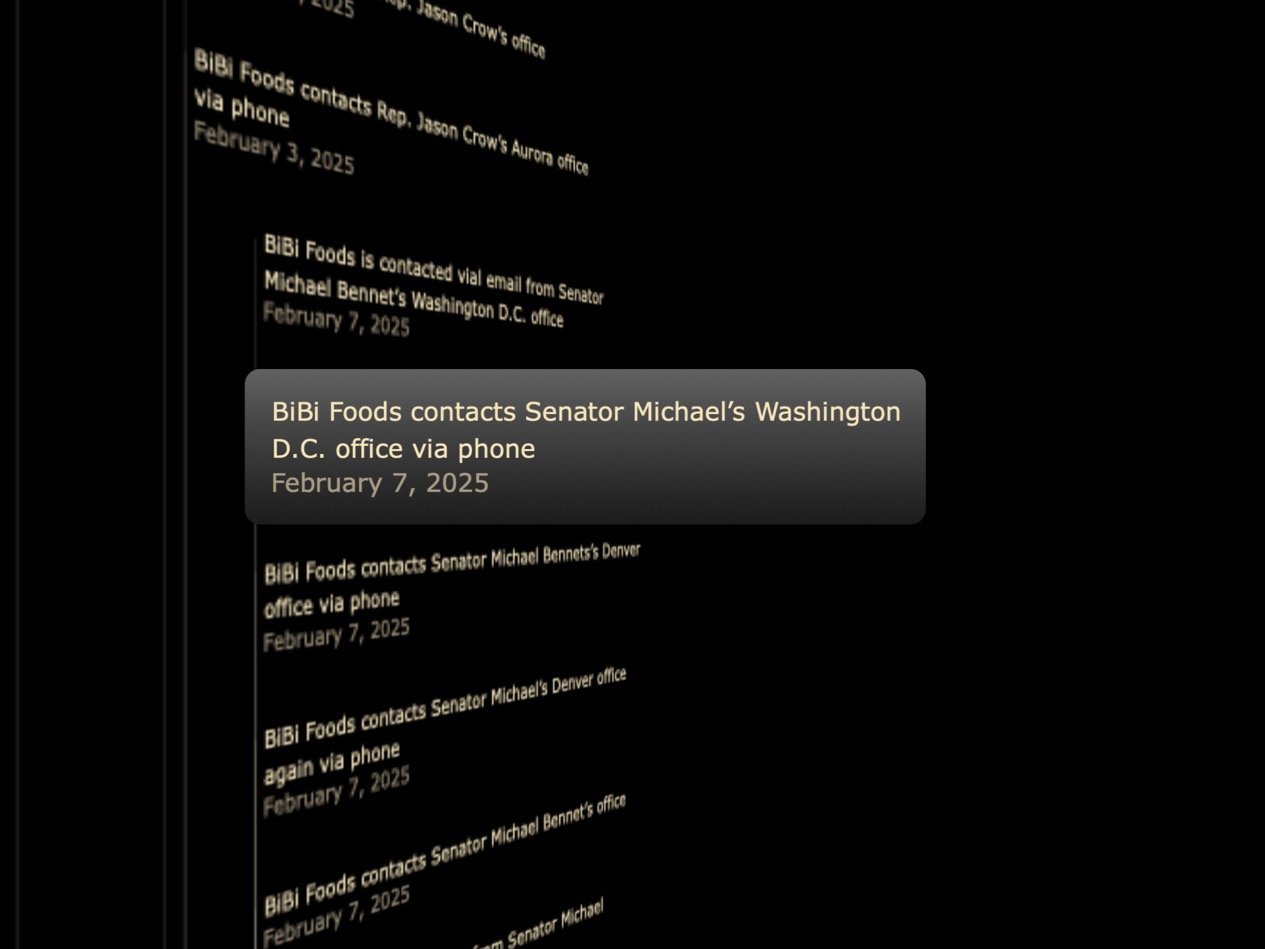 , 2025
Rep. Jason Crow's office
BiBi Foods contacts Rep. Jason Crow's Aurora office
via phone
February 3, 2025
BiBi Foods is contacted vial email from Senator
Michael Bennet's Washington D.C. office
February 7, 2025
BiBi Foods contacts Senator Michael’s Washington
D.C. office via phone
February 7, 2025
BiBi Foods contacts Senator Michael Bennets’s Denver
office via phone
February 7, 2025
BiBi Foods contacts Senator Michael’s Denver office
again via phone
February 7, 2025
BiBi Foods contacts Senator Michael Bennet’s office
February 7, 2025
from Senator Michael